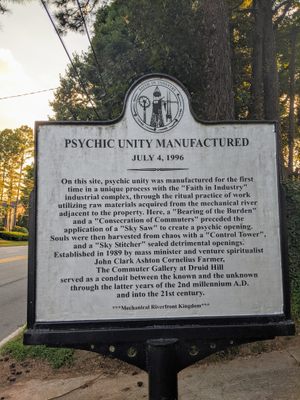 PSYCHIC UNITY MANUFACTURED
JULY 4, 1996
On this site, psychic unity was manufactured for the first
time in a unique process with the "Faith in Industry"
industrial complex, through the ritual practice of work
utilizing raw materials acquired from the mechanical river
adjacent to the property. Here, a "Bearing of the Burden"
and a "Consecration of Commuters" preceded the
application of a "Sky Saw" to create a psychic opening.
Souls were then harvested from chaos with a "Control Tower",
and a "Sky Stitcher" sealed detrimental openings.
Established in 1989 by mass minister and venture spiritualist
John Clark Ashton Cornelius Farmer,
The Commuter Gallery at Druid Hill
served as a conduit between the known and the unknown
through the latter years of the 2nd millennium A.D.
and into the 21st century.
***Mechanical Riverfront Kingdom***